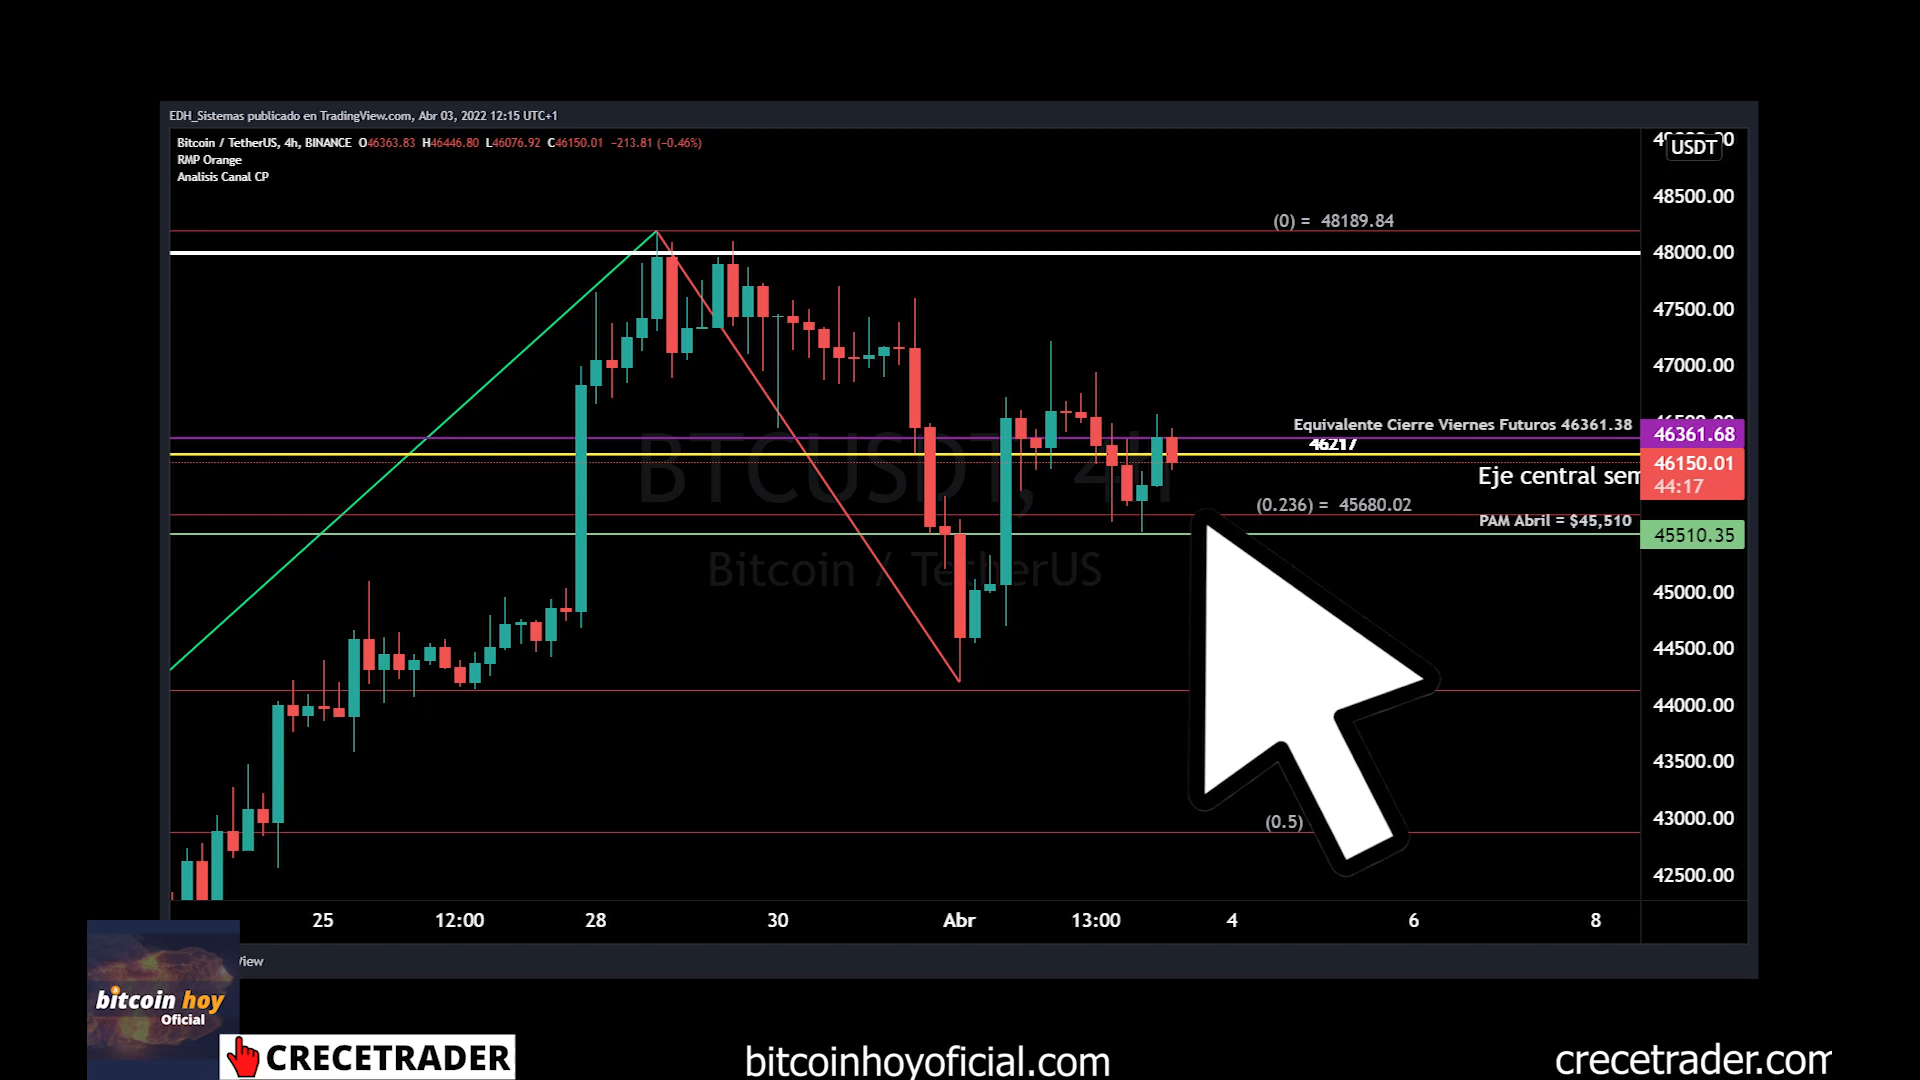 EDH_Sistemas publicado en TradingView.com, Abr 03, 2022 12:15 UTC+1
Bitcoin / TetherUS, 4h, BINANCE O46363.83 H46446.80 L46076.92 C46150.01 −213.81 (−0.46%)
RMP Orange
Analisis Canal CP
USDT
48500.00
(0) = 48189.84
48000.00
47500.00
47000.00
Equivalente Cierre Viernes Futuros 46361.38
46361.68
46217
46150.01
44:17
Eje central sem
BTCUSDT, 4h
(0.236) = 45680.02
PAM Abril = $45,510
45510.35
Bitcoin / TetherUS
45000.00
44500.00
44000.00
43500.00
43000.00
(0.5)
42500.00
25 12:00 28 30 Abr 13:00 4 6 8
View
bitcoin hoy
Oficial
CRECETRADER
bitcoinhoyoficial.com
crecetrader.com